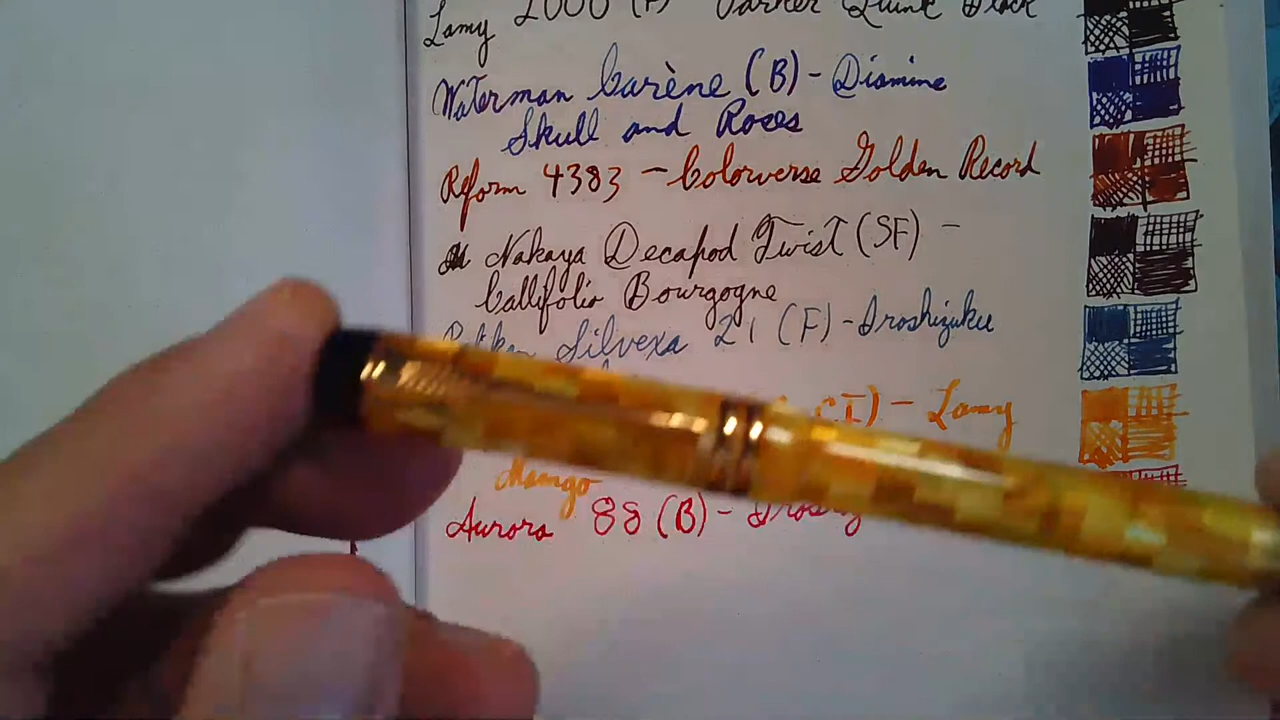 Lamy 2000 (F) - Parker Quink Black
Waterman Carène (B) - Diamine
Skull and Roses
Reform 4383 - Colorverse Golden Record
Nakaya Decapod Twist (SF) -
Callifolio Bourgogne
Silvexa 21 (F) - Iroshizuku
CI) - Lamy
Mango
Aurora 88 (B) -